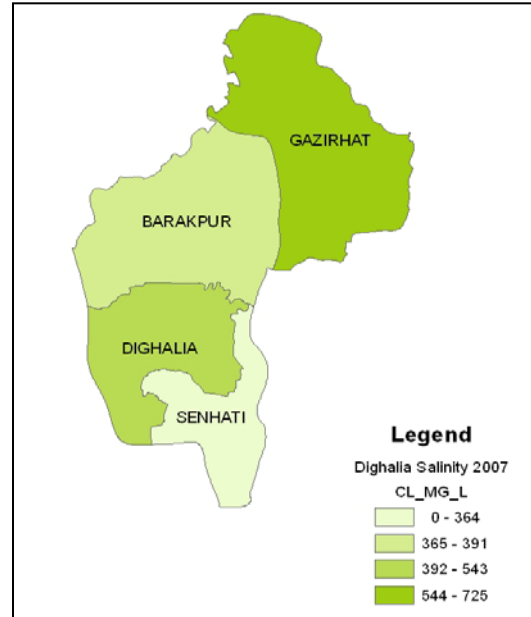 GAZIRHAT
BARAKPUR
DIGHALIA
SENHATI
Legend
Dighalia Salinity 2007
CL_MG_L
0 - 364
365 - 391
392 - 543
544 - 725